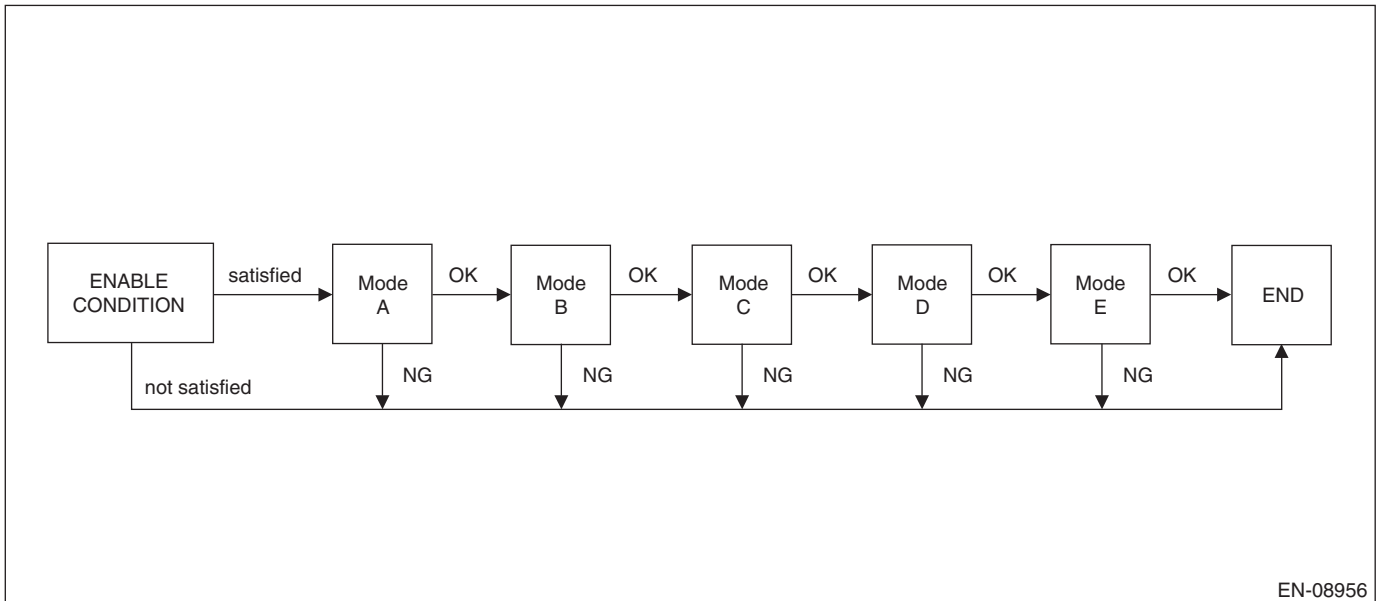 ENABLE
CONDITION
satisfied
not satisfied
Mode
A
OK
NG
Mode
B
OK
NG
Mode
C
OK
NG
Mode
D
OK
NG
Mode
E
OK
NG
END
EN-08956